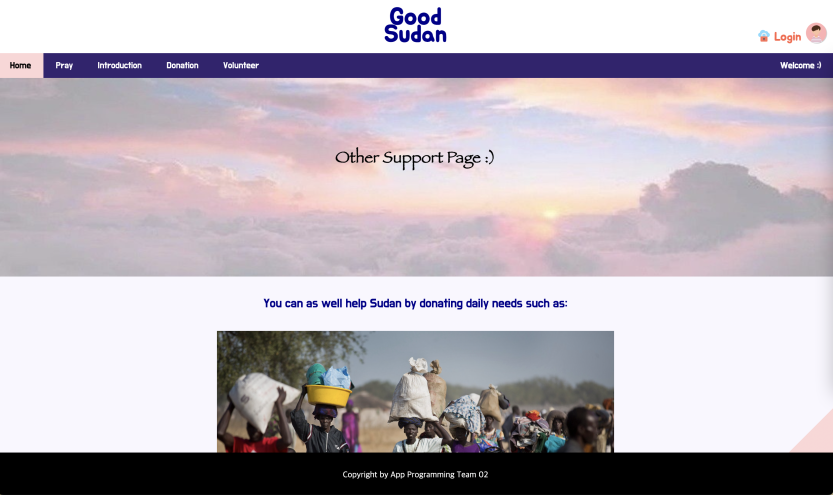 Good
Sudan
Login
Home Pray Introduction Donation Volunteer Welcome :)
Other Support Page :)
You can as well help Sudan by donating daily needs such as:
Copyright by App Programming Team 02